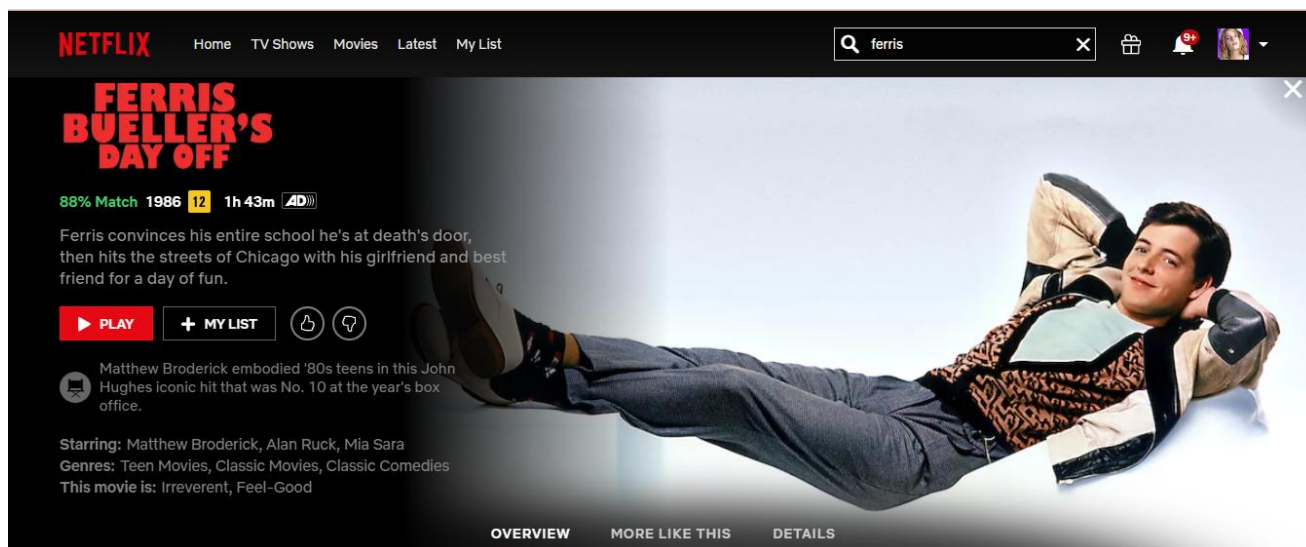 NETFLIX Home TV Shows Movies Latest My List ferris 9+
FERRIS
BUELLER'S
DAY OFF
88% Match 1986 12 1h 43m AD)))
Ferris convinces his entire school he's at death's door,
then hits the streets of Chicago with his girlfriend and best
friend for a day of fun.
PLAY + MY LIST
Matthew Broderick embodied '80s teens in this John
Hughes iconic hit that was No. 10 at the year's box
office.
Starring: Matthew Broderick, Alan Ruck, Mia Sara
Genres: Teen Movies, Classic Movies, Classic Comedies
This movie is: Irreverent, Feel-Good
OVERVIEW MORE LIKE THIS DETAILS